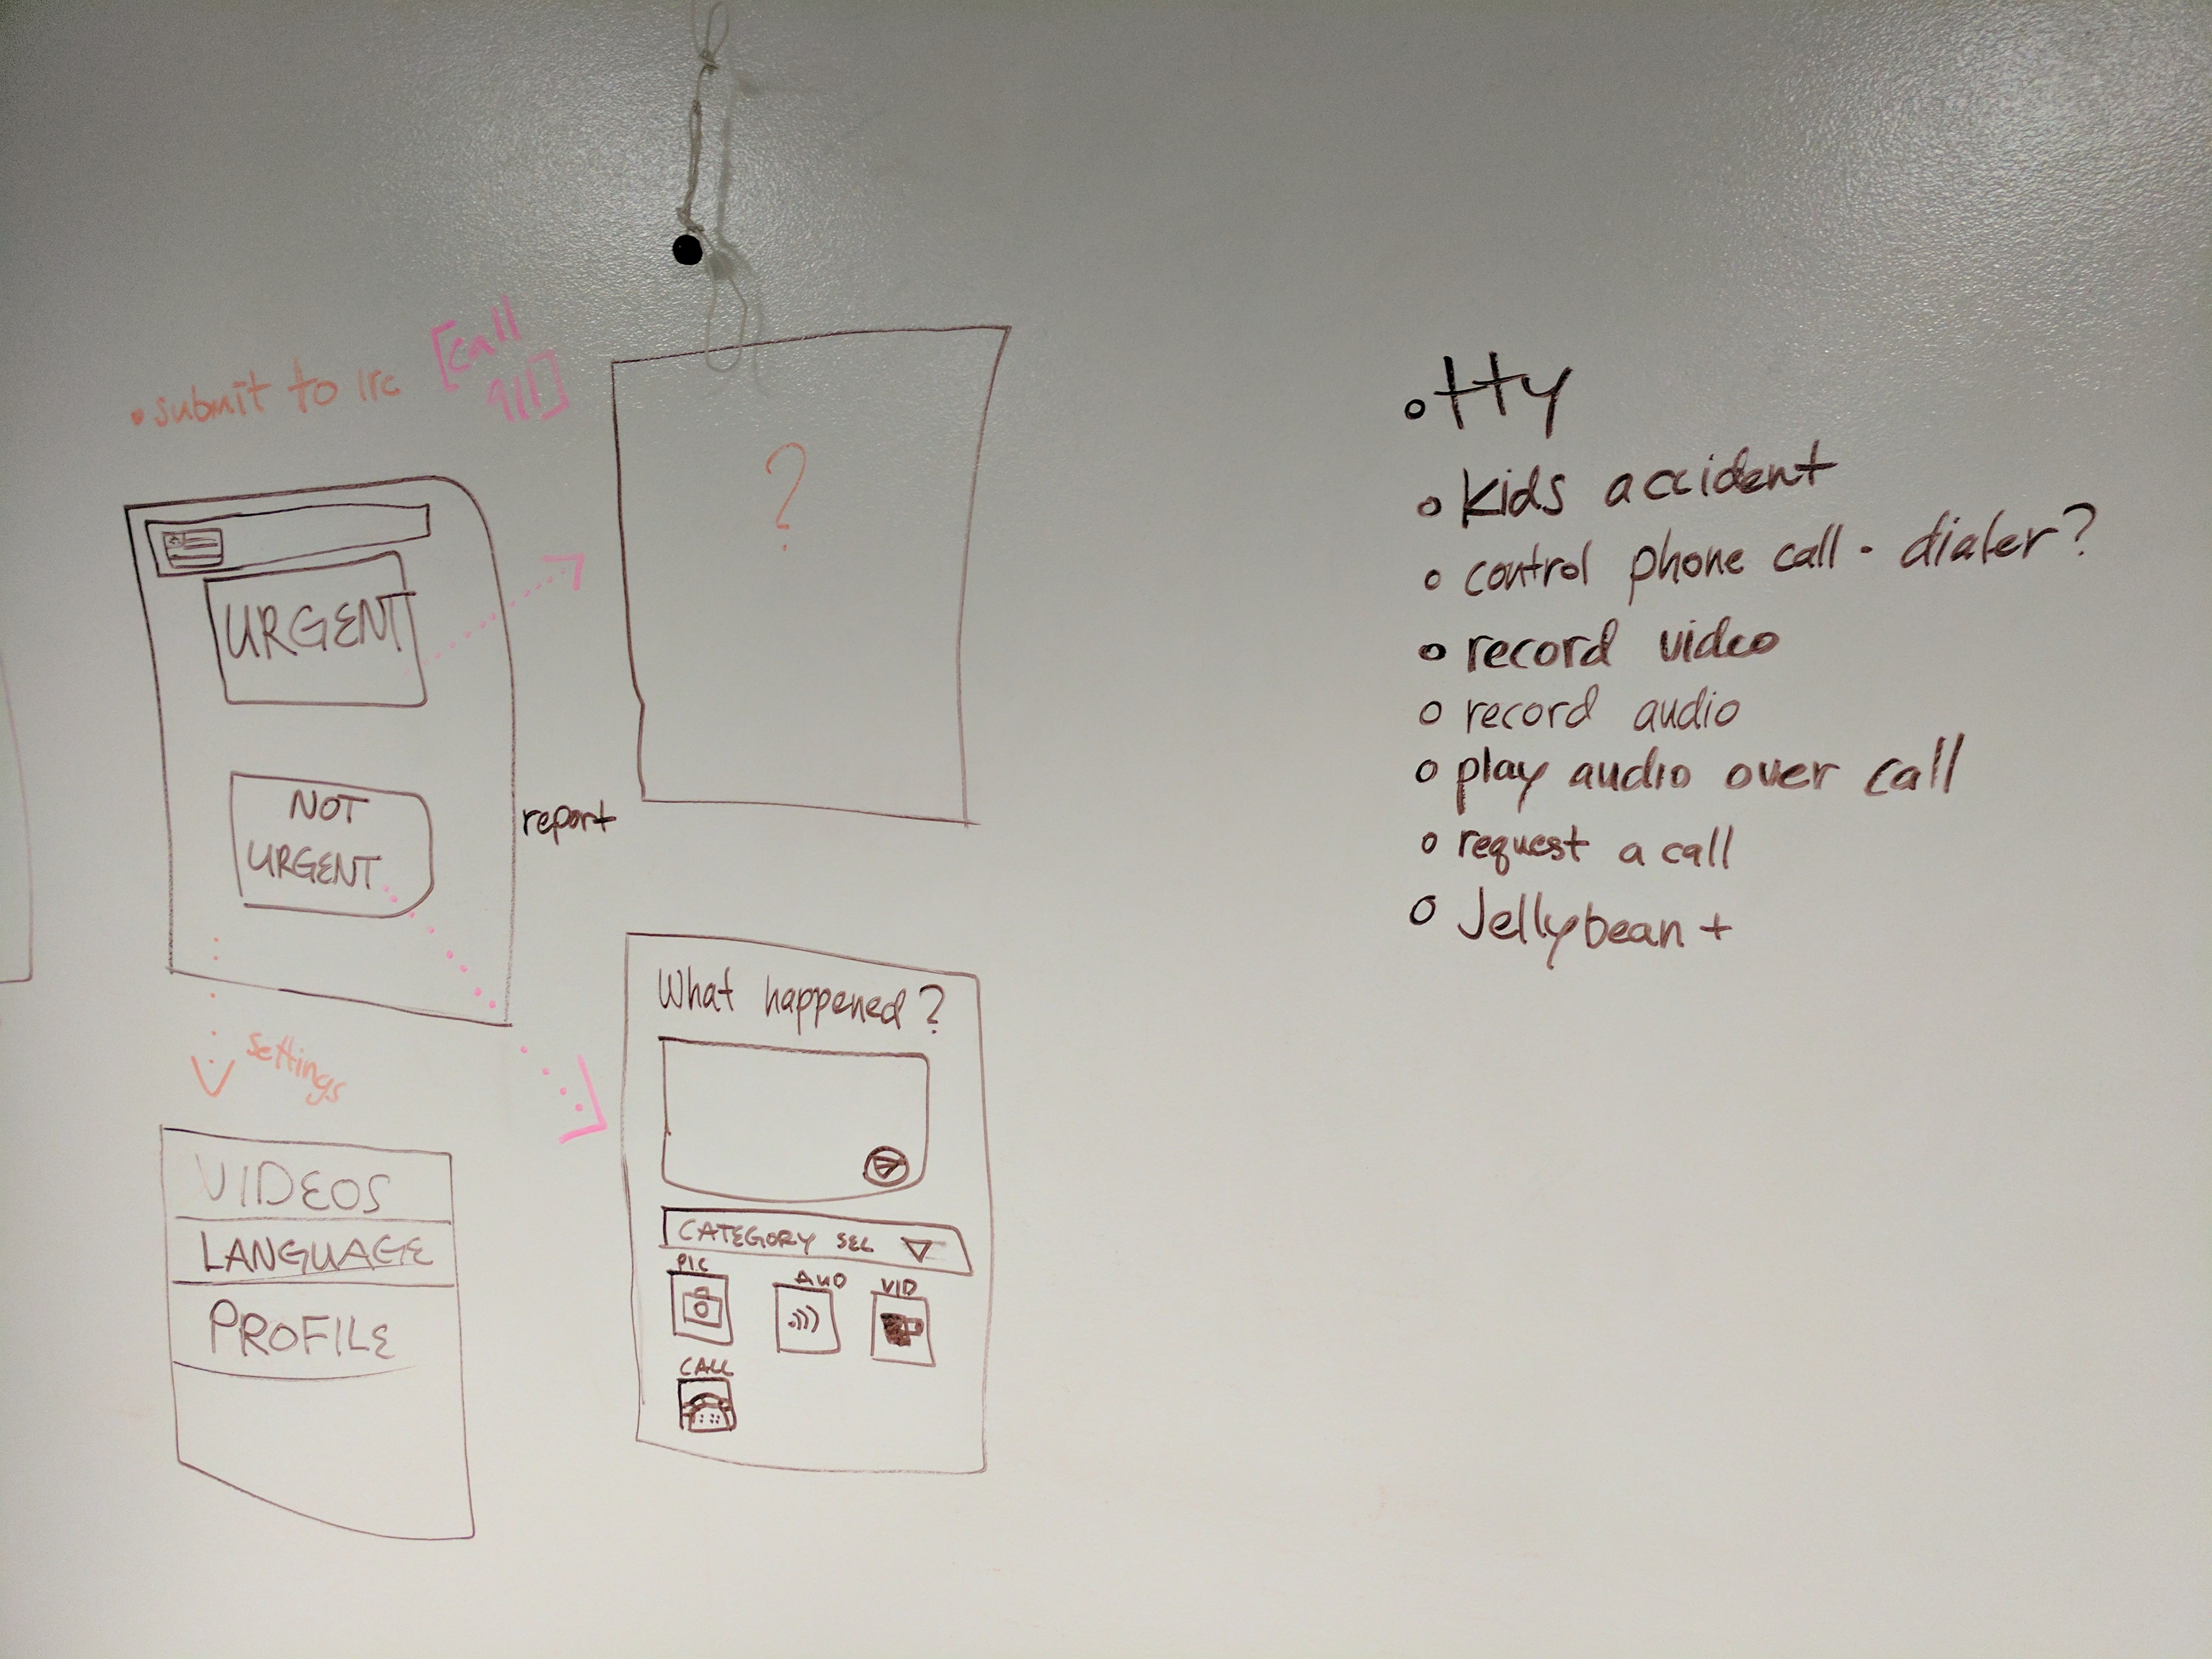 • submit to irc [call
911]
URGENT
NOT
URGENT
report
settings
VIDEOS
LANGUAGE
PROFILE
?
What happened?
CATEGORY SEL
PIC
AUD
VID
CALL
• tty
• kids accident
• control phone call - dialer?
• record video
• record audio
• play audio over call
• request a call
• Jellybean +